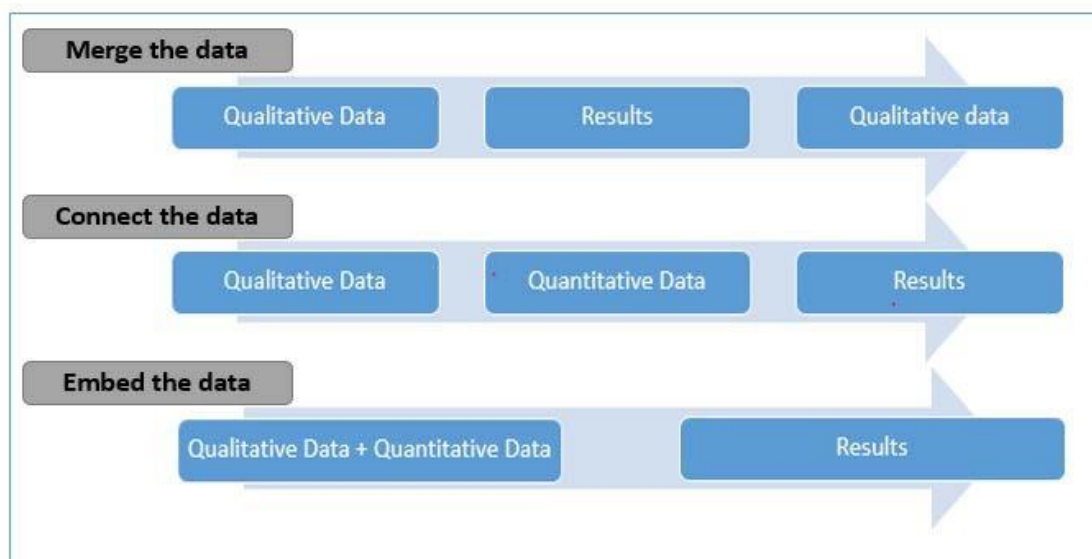 Merge the data
Qualitative Data
Results
Qualitative data
Connect the data
Qualitative Data
Quantitative Data
Results
Embed the data
Qualitative Data + Quantitative Data
Results